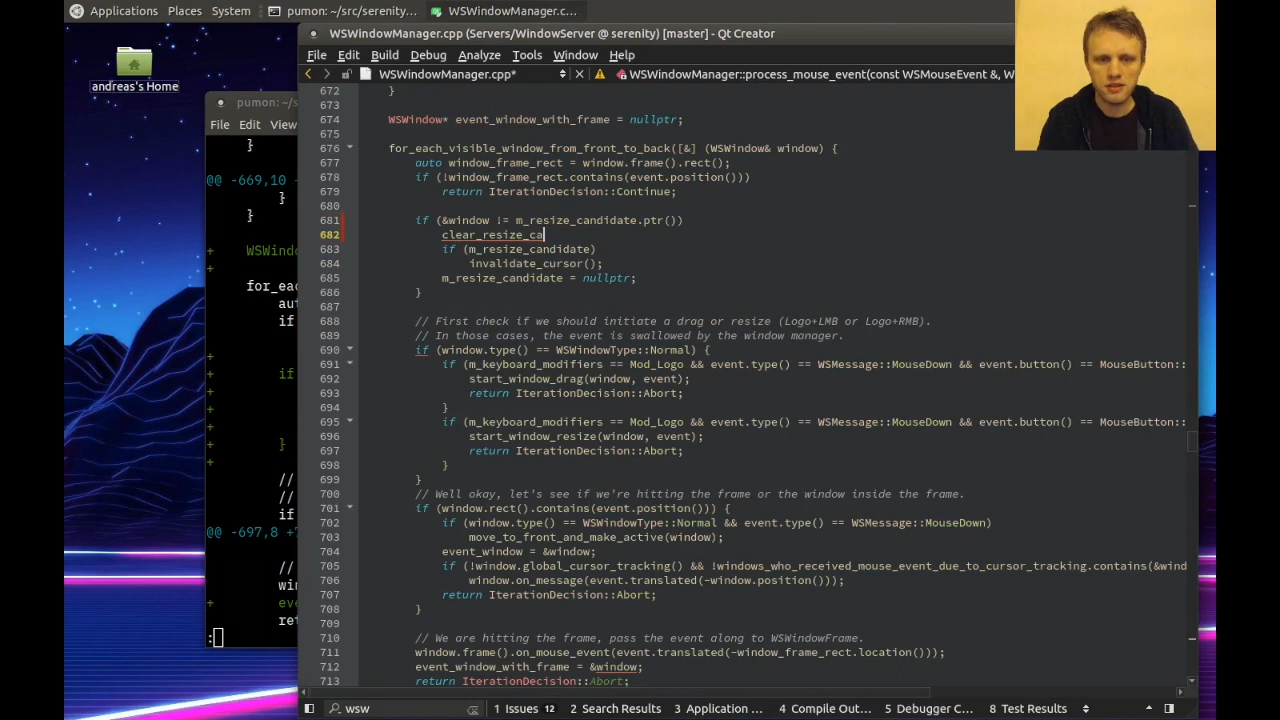 Applications Places System pumon: ~/src/serenity... WSWindowManager.c...
andreas's Home
pumon: ~/s
File Edit View
}
@@ -669,10
}
}
+ WSWindo
+
for_eac
au
if
+
+ if
+
+
+
+ }
+
//
//
if
@@ -697,8 +7
//
wi
+ eve
re
:
WSWindowManager.cpp (Servers/WindowServer @ serenity) [master] - Qt Creator
File Edit Build Debug Analyze Tools Window Help
WSWindowManager.cpp* WSWindowManager::process_mouse_event(const WSMouseEvent &, W
672 }
673
674 WSWindow* event_window_with_frame = nullptr;
675
676 for_each_visible_window_from_front_to_back([&] (WSWindow& window) {
677 auto window_frame_rect = window.frame().rect();
678 if (!window_frame_rect.contains(event.position()))
679 return IterationDecision::Continue;
680
681 if (&window != m_resize_candidate.ptr())
682 clear_resize_ca
683 if (m_resize_candidate)
684 invalidate_cursor();
685 m_resize_candidate = nullptr;
686 }
687
688 // First check if we should initiate a drag or resize (Logo+LMB or Logo+RMB).
689 // In those cases, the event is swallowed by the window manager.
690 if (window.type() == WSWindowType::Normal) {
691 if (m_keyboard_modifiers == Mod_Logo && event.type() == WSMessage::MouseDown && event.button() == MouseButton::
692 start_window_drag(window, event);
693 return IterationDecision::Abort;
694 }
695 if (m_keyboard_modifiers == Mod_Logo && event.type() == WSMessage::MouseDown && event.button() == MouseButton::
696 start_window_resize(window, event);
697 return IterationDecision::Abort;
698 }
699 }
700 // Well okay, let's see if we're hitting the frame or the window inside the frame.
701 if (window.rect().contains(event.position())) {
702 if (window.type() == WSWindowType::Normal && event.type() == WSMessage::MouseDown)
703 move_to_front_and_make_active(window);
704 event_window = &window;
705 if (!window.global_cursor_tracking() && !windows_who_received_mouse_event_due_to_cursor_tracking.contains(&wind
706 window.on_message(event.translated(-window.position()));
707 return IterationDecision::Abort;
708 }
709
710 // We are hitting the frame, pass the event along to WSWindowFrame.
711 window.frame().on_mouse_event(event.translated(-window_frame_rect.location()));
712 event_window_with_frame = &window;
713 return IterationDecision::Abort;
wsw 1 Issues 12 2 Search Results 3 Application ... 4 Compile Out... 5 Debugger C... 8 Test Results